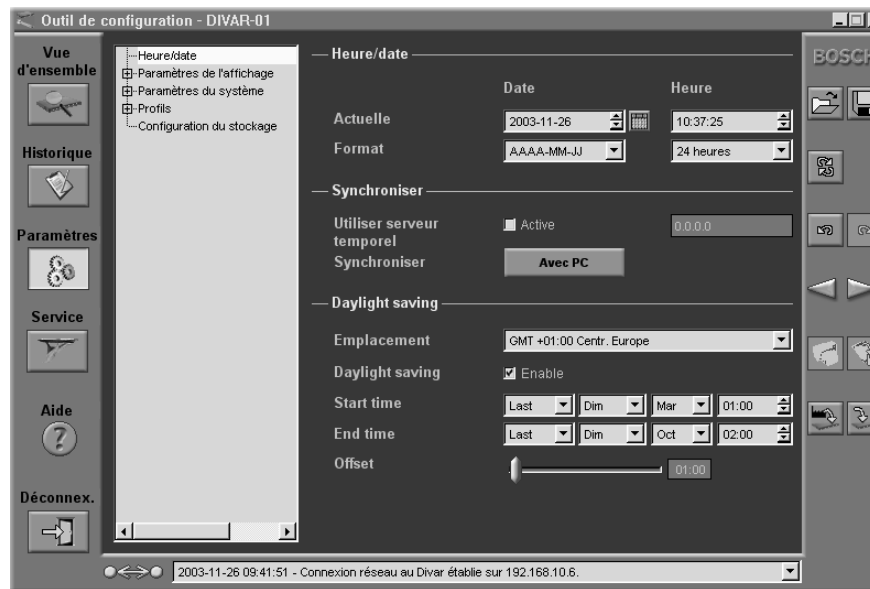 Outil de configuration - DIVAR-01
Vue d'ensemble
Historique
Paramètres
Service
Aide
Déconnex.
Heure/date
Paramètres de l'affichage
Paramètres du système
Profils
Configuration du stockage
Heure/date
Date Heure
Actuelle 2003-11-26 10:37:25
Format AAAA-MM-JJ 24 heures
Synchroniser
Utiliser serveur temporel Active 0.0.0.0
Synchroniser Avec PC
Daylight saving
Emplacement GMT +01:00 Centr. Europe
Daylight saving Enable
Start time Last Dim Mar 01:00
End time Last Dim Oct 02:00
Offset 01:00
BOSCH
2003-11-26 09:41:51 - Connexion réseau au Divar établie sur 192.168.10.6.